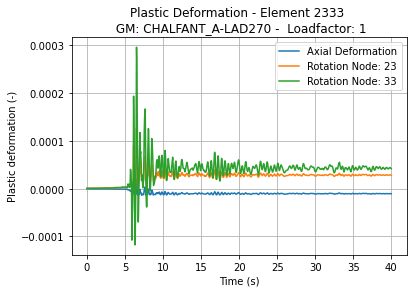 Plastic Deformation - Element 2333
GM: CHALFANT_A-LAD270 -  Loadfactor: 1
Axial Deformation
Rotation Node: 23
Rotation Node: 33
Plastic deformation (-)
0.0003
0.0002
0.0001
0.0000
−0.0001
0
5
10
15
20
25
30
35
40
Time (s)